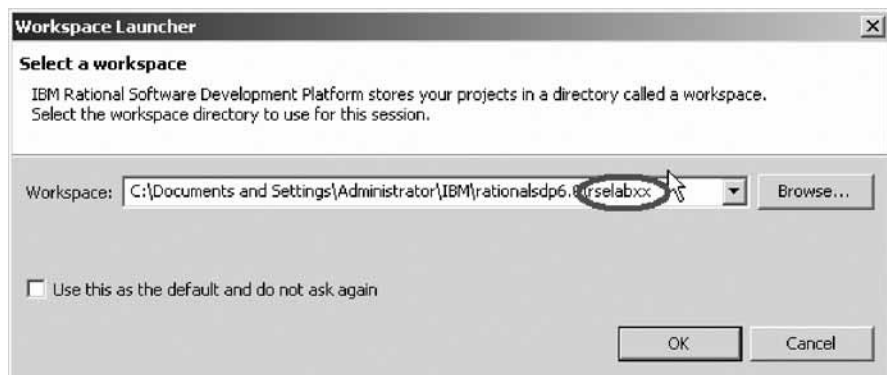 Workspace Launcher
Select a workspace
IBM Rational Software Development Platform stores your projects in a directory called a workspace.
Select the workspace directory to use for this session.
Workspace: C:\Documents and Settings\Administrator\IBM\rationalsdp6. rselabxx Browse...
Use this as the default and do not ask again
OK Cancel